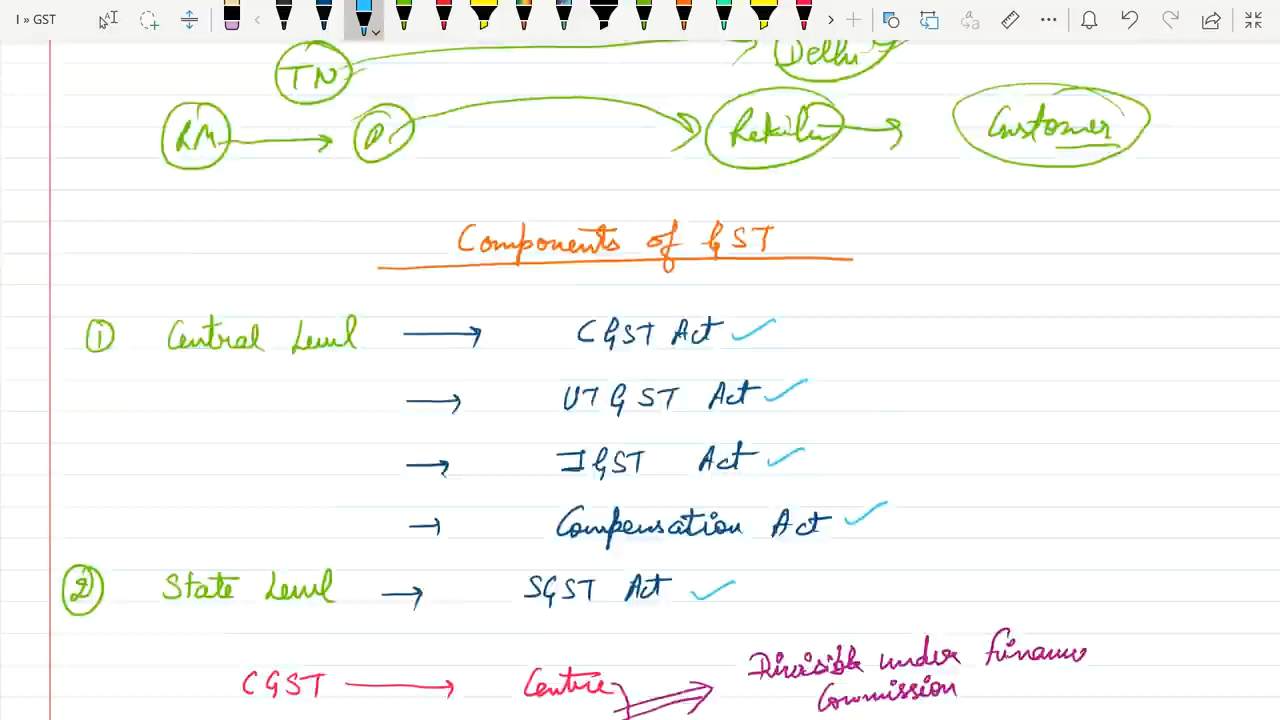 I » GST
TN Delhi
RM Retailer Customer
Components of GST
① Central Level → CGST Act ✓
→ UTGST Act ✓
→ IGST Act ✓
→ Compensation Act ✓
② State Level → SGST Act ✓
CGST → Centre Divisible under Finance
Commission